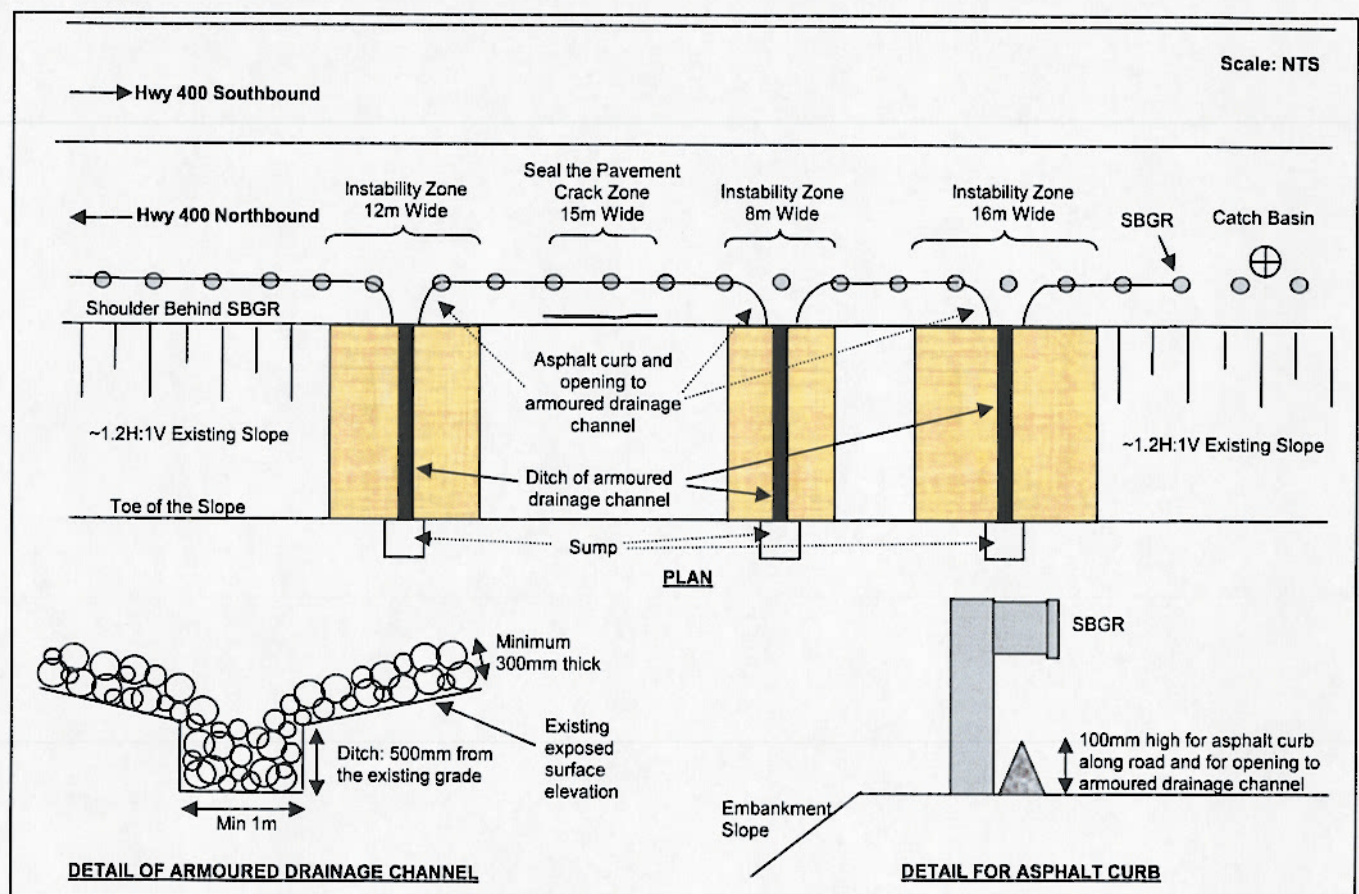 Scale: NTS
Hwy 400 Southbound
Hwy 400 Northbound
Instability Zone
12m Wide
Seal the Pavement
Crack Zone
15m Wide
Instability Zone
8m Wide
Instability Zone
16m Wide
SBGR
Catch Basin
Shoulder Behind SBGR
Asphalt curb and
opening to
armoured drainage
channel
~1.2H:1V Existing Slope
~1.2H:1V Existing Slope
Ditch of armoured
drainage channel
Toe of the Slope
Sump
PLAN
Minimum
300mm thick
Existing
exposed
surface
elevation
Ditch: 500mm from
the existing grade
Min 1m
DETAIL OF ARMOURED DRAINAGE CHANNEL
SBGR
100mm high for asphalt curb
along road and for opening to
armoured drainage channel
Embankment
Slope
DETAIL FOR ASPHALT CURB